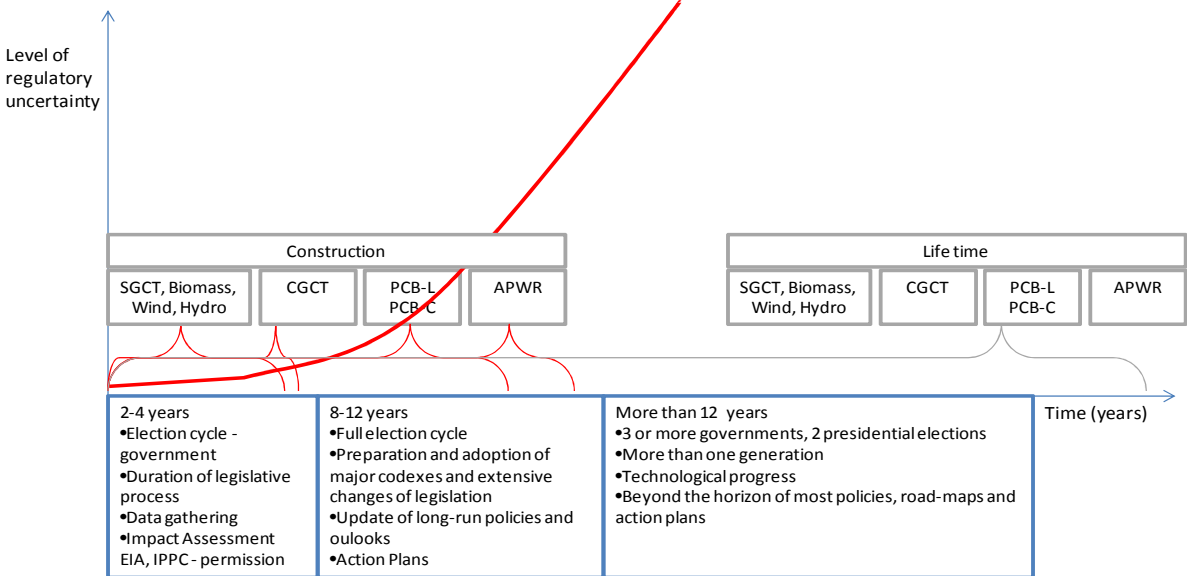 Level of
regulatory
uncertainty
Construction
SGCT, Biomass,
Wind, Hydro
CGCT
PCB-L
PCB-C
APWR
Life time
SGCT, Biomass,
Wind, Hydro
CGCT
PCB-L
PCB-C
APWR
Time (years)
2-4 years
•Election cycle -
government
•Duration of legislative
process
•Data gathering
•Impact Assessment
EIA, IPPC - permission
8-12 years
•Full election cycle
•Preparation and adoption of
major codexes and extensive
changes of legislation
•Update of long-run policies and
oulooks
•Action Plans
More than 12 years
•3 or more governments, 2 presidential elections
•More than one generation
•Technological progress
•Beyond the horizon of most policies, road-maps and
action plans